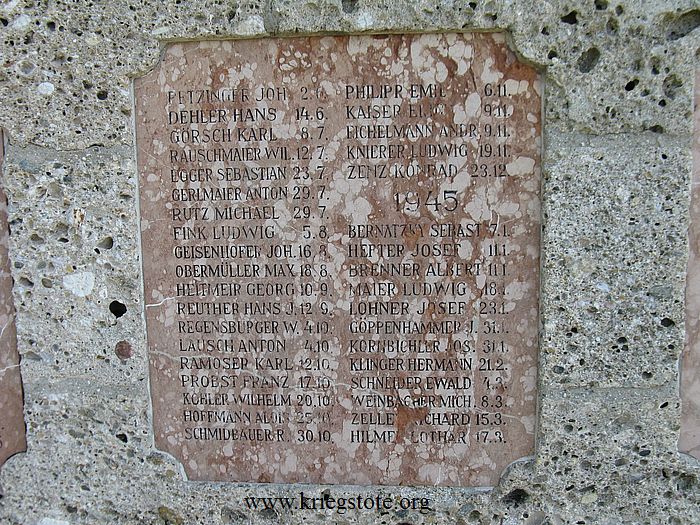 PETZINGER JOH. 2.6.
DEHLER HANS 14.6.
GÖRSCH KARL 8.7.
RAUSCHMAIER WIL. 12.7.
EGGER SEBASTIAN 23.7.
GERLMAIER ANTON 29.7.
RUTZ MICHAEL 29.7.
FINK LUDWIG 5.8.
GEISENHOFER JOH. 16.8.
OBERMÜLLER MAX 18.8.
HELTMEIR GEORG 10.9.
REUTHER HANS J. 12.9.
REGENSBURGER W. 4.10.
LAUSCH ANTON 4.10.
RAMOSER KARL 12.10.
PROBST FRANZ 17.10.
KOHLER WILHELM 20.10.
HOFFMANN ALOIS 25.10.
SCHMIDBAUER R. 30.10.
PHILIPP EMIL 6.11.
KAISER 9.11.
EICHELMANN ANDR. 9.11.
KNIERER LUDWIG 19.11.
ZENZ KONRAD 23.12.
1945
BERNATZKY SEBAST. 7.1.
HEFTER JOSEF 11.1.
BRENNER ALBERT 11.1.
MAIER LUDWIG 18.1.
LOHNER JOSEF 23.1.
GÖPPENHAMMER J. 31.1.
KORNBICHLER JOS. 31.1.
KLINGER HERMANN 21.2.
SCHNEIDER EWALD 4.3.
WEINBACHER MICH. 8.3.
ZELLE RICHARD 15.3.
HILMER LOTHAR 17.3.
www.kriegstote.org